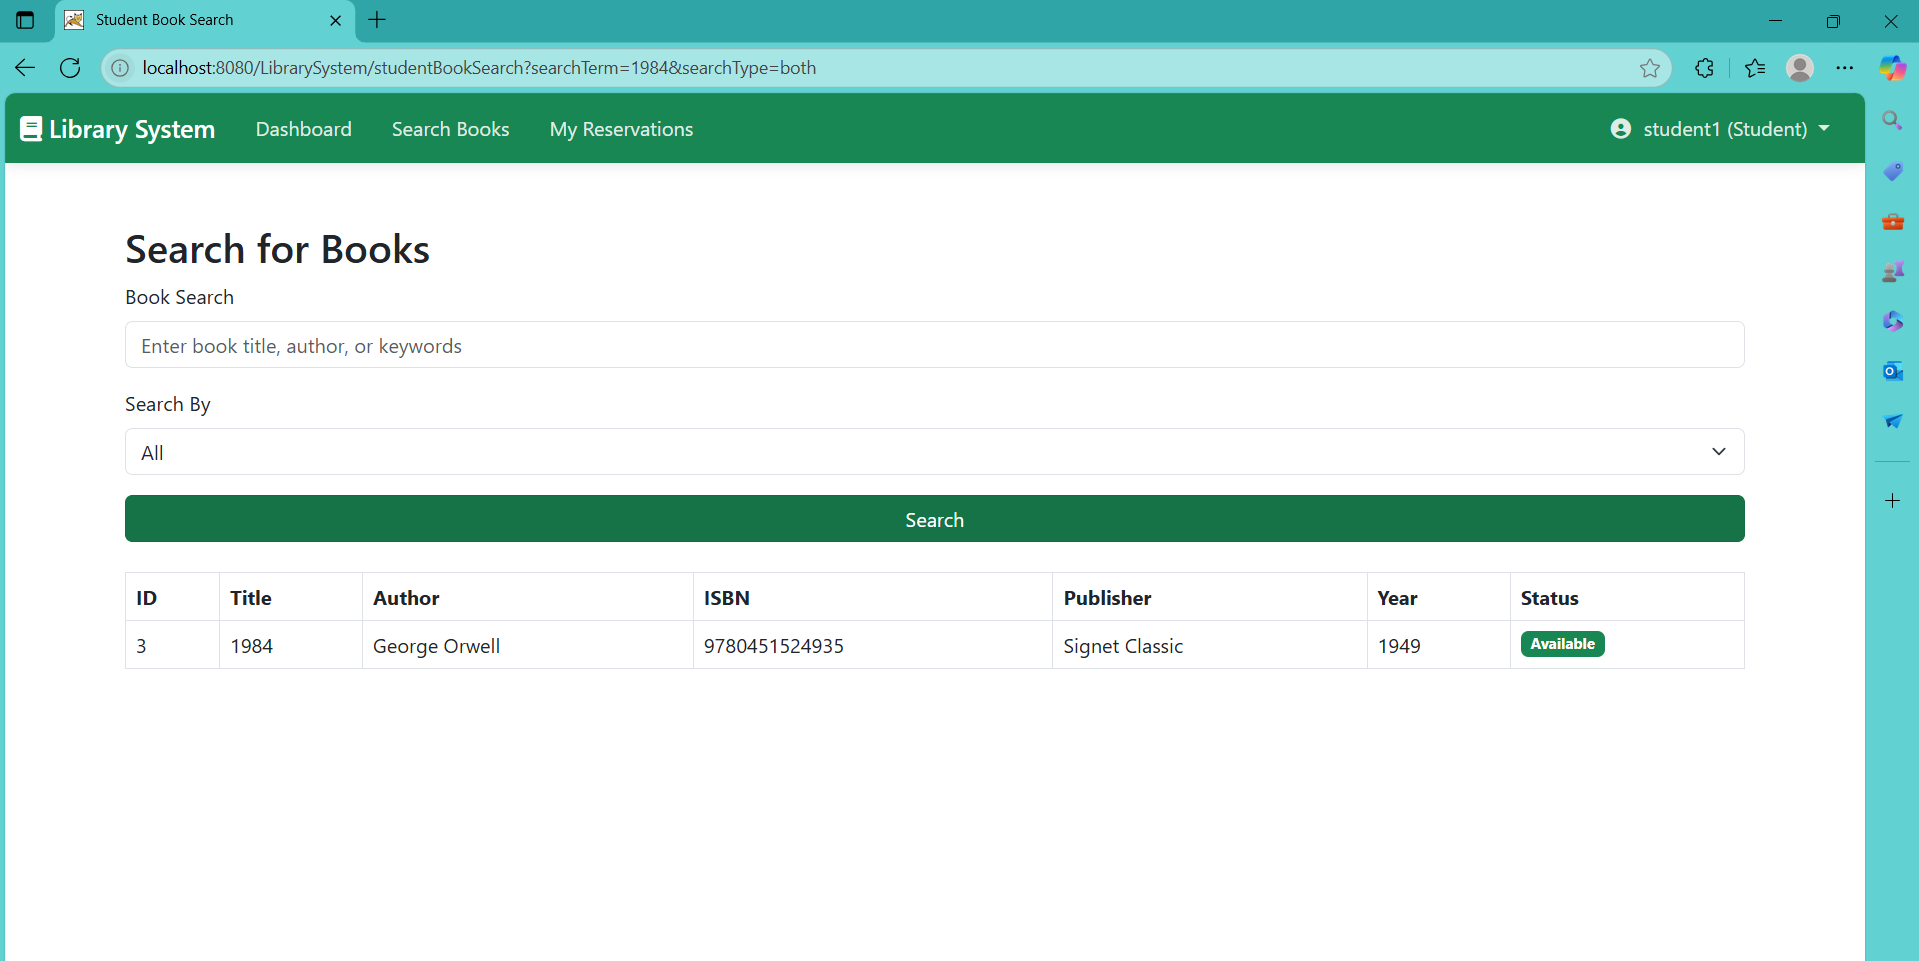 Student Book Search
localhost:8080/LibrarySystem/studentBookSearch?searchTerm=1984&searchType=both
Library System Dashboard Search Books My Reservations student1 (Student)
Search for Books
Book Search
Enter book title, author, or keywords
Search By
All
Search
ID Title Author ISBN Publisher Year Status
3 1984 George Orwell 9780451524935 Signet Classic 1949 Available